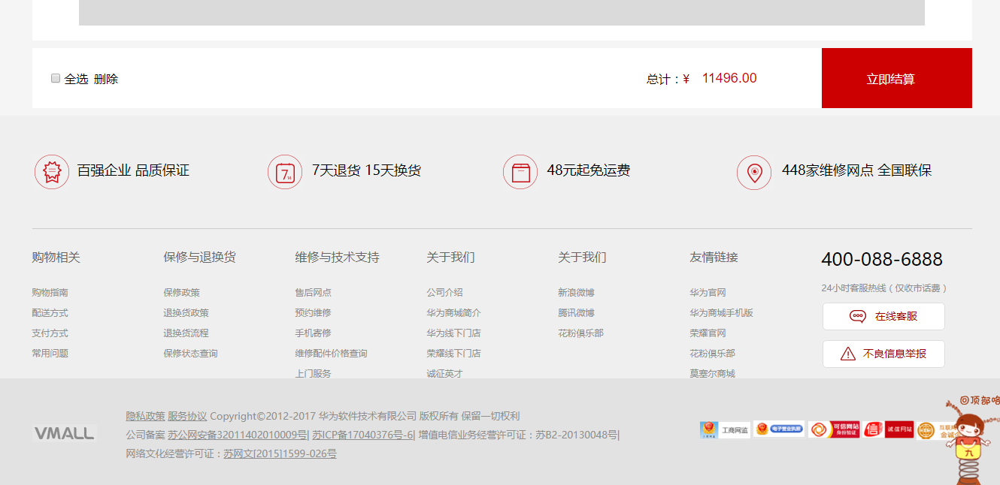 全选 删除
总计：¥ 11496.00
立即结算
百强企业 品质保证
7天退货 15天换货
48元起免运费
448家维修网点 全国联保
购物相关
购物指南
配送方式
支付方式
常用问题
保修与退换货
保修政策
退换货政策
退换货流程
保修状态查询
维修与技术支持
售后网点
预约维修
手机寄修
维修配件价格查询
上门服务
关于我们
公司介绍
华为商城简介
华为线下门店
荣耀线下门店
诚征英才
关于我们
新浪微博
腾讯微博
花粉俱乐部
友情链接
华为官网
华为商城手机版
荣耀官网
花粉俱乐部
莫塞尔商城
400-088-6888
24小时客服热线（仅收市话费）
在线客服
不良信息举报
VMALL
隐私政策 服务协议 Copyright©2012-2017 华为软件技术有限公司 版权所有 保留一切权利
公司备案 苏公网安备32011402010009号| 苏ICP备17040376号-6| 增值电信业务经营许可证：苏B2-20130048号|
网络文化经营许可证：苏网文[2015]1599-026号
工商网监
电子营业执照
可信网站
身份验证
诚信网站
回顶部咯
九